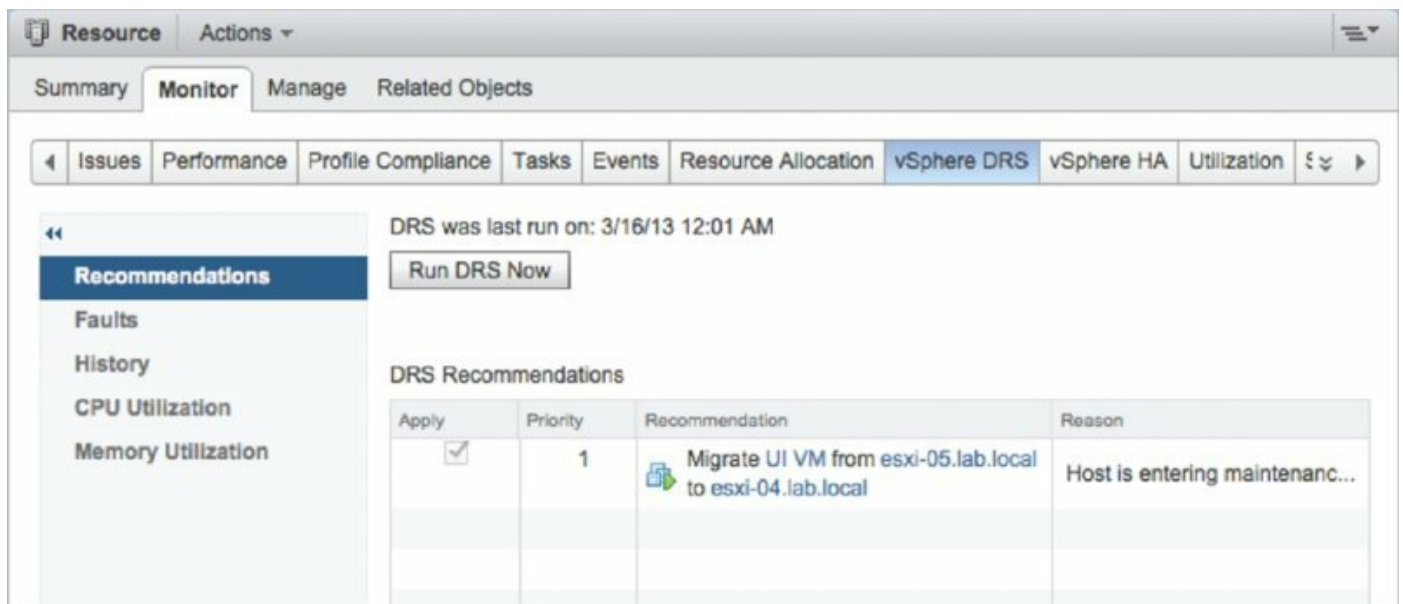 Resource Actions
Summary Monitor Manage Related Objects
Issues Performance Profile Compliance Tasks Events Resource Allocation vSphere DRS vSphere HA Utilization
DRS was last run on: 3/16/13 12:01 AM
Run DRS Now
Recommendations
Faults
History
CPU Utilization
Memory Utilization
DRS Recommendations
Apply Priority Recommendation Reason
1 Migrate UI VM from esxi-05.lab.local Host is entering maintenanc...
to esxi-04.lab.local